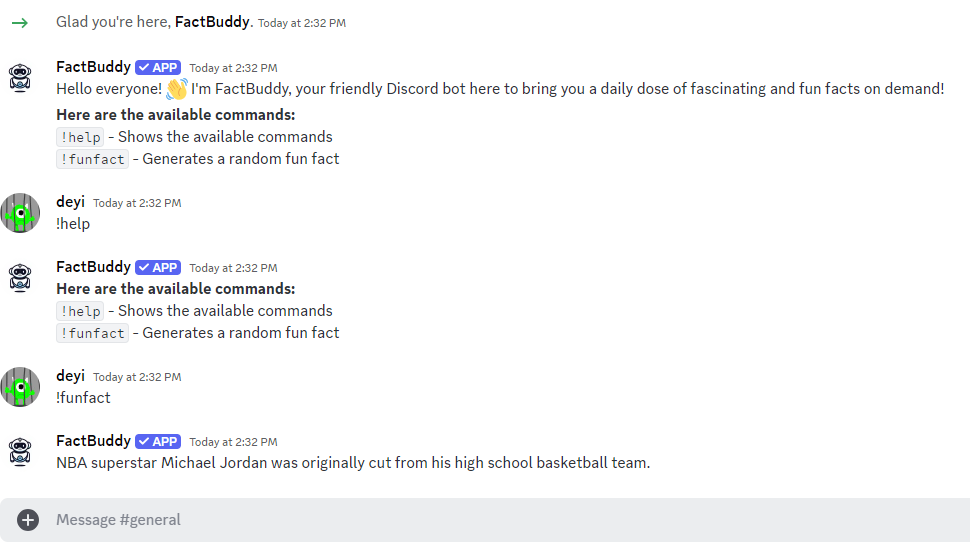 Glad you're here, FactBuddy. Today at 2:32 PM
FactBuddy ✓ APP Today at 2:32 PM
Hello everyone! 👋 I'm FactBuddy, your friendly Discord bot here to bring you a daily dose of fascinating and fun facts on demand!
Here are the available commands:
!help - Shows the available commands
!funfact - Generates a random fun fact
deyi Today at 2:32 PM
!help
FactBuddy ✓ APP Today at 2:32 PM
Here are the available commands:
!help - Shows the available commands
!funfact - Generates a random fun fact
deyi Today at 2:32 PM
!funfact
FactBuddy ✓ APP Today at 2:32 PM
NBA superstar Michael Jordan was originally cut from his high school basketball team.
Message #general